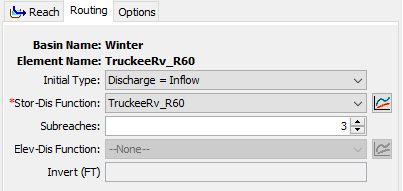 Reach Routing Options
Basin Name: Winter
Element Name: TruckeeRv_R60
Initial Type: Discharge = Inflow
*Stor-Dis Function: TruckeeRv_R60
Subreaches: 3
Elev-Dis Function: --None--
Invert (FT)